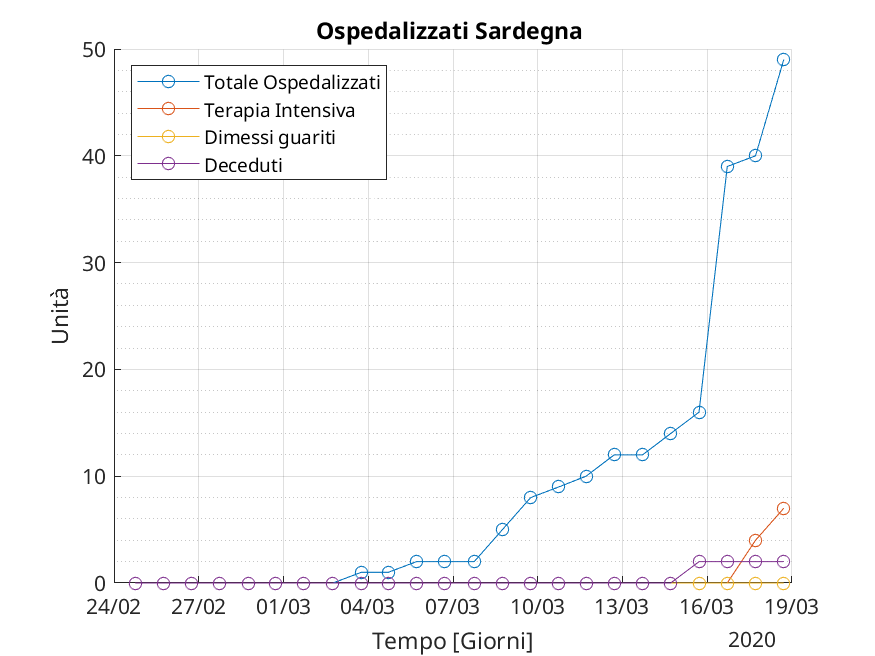 Ospedalizzati Sardegna
50
40
30
20
10
0
Unità
Totale Ospedalizzati
Terapia Intensiva
Dimessi guariti
Deceduti
24/02 27/02 01/03 04/03 07/03 10/03 13/03 16/03 19/03
Tempo [Giorni]
2020